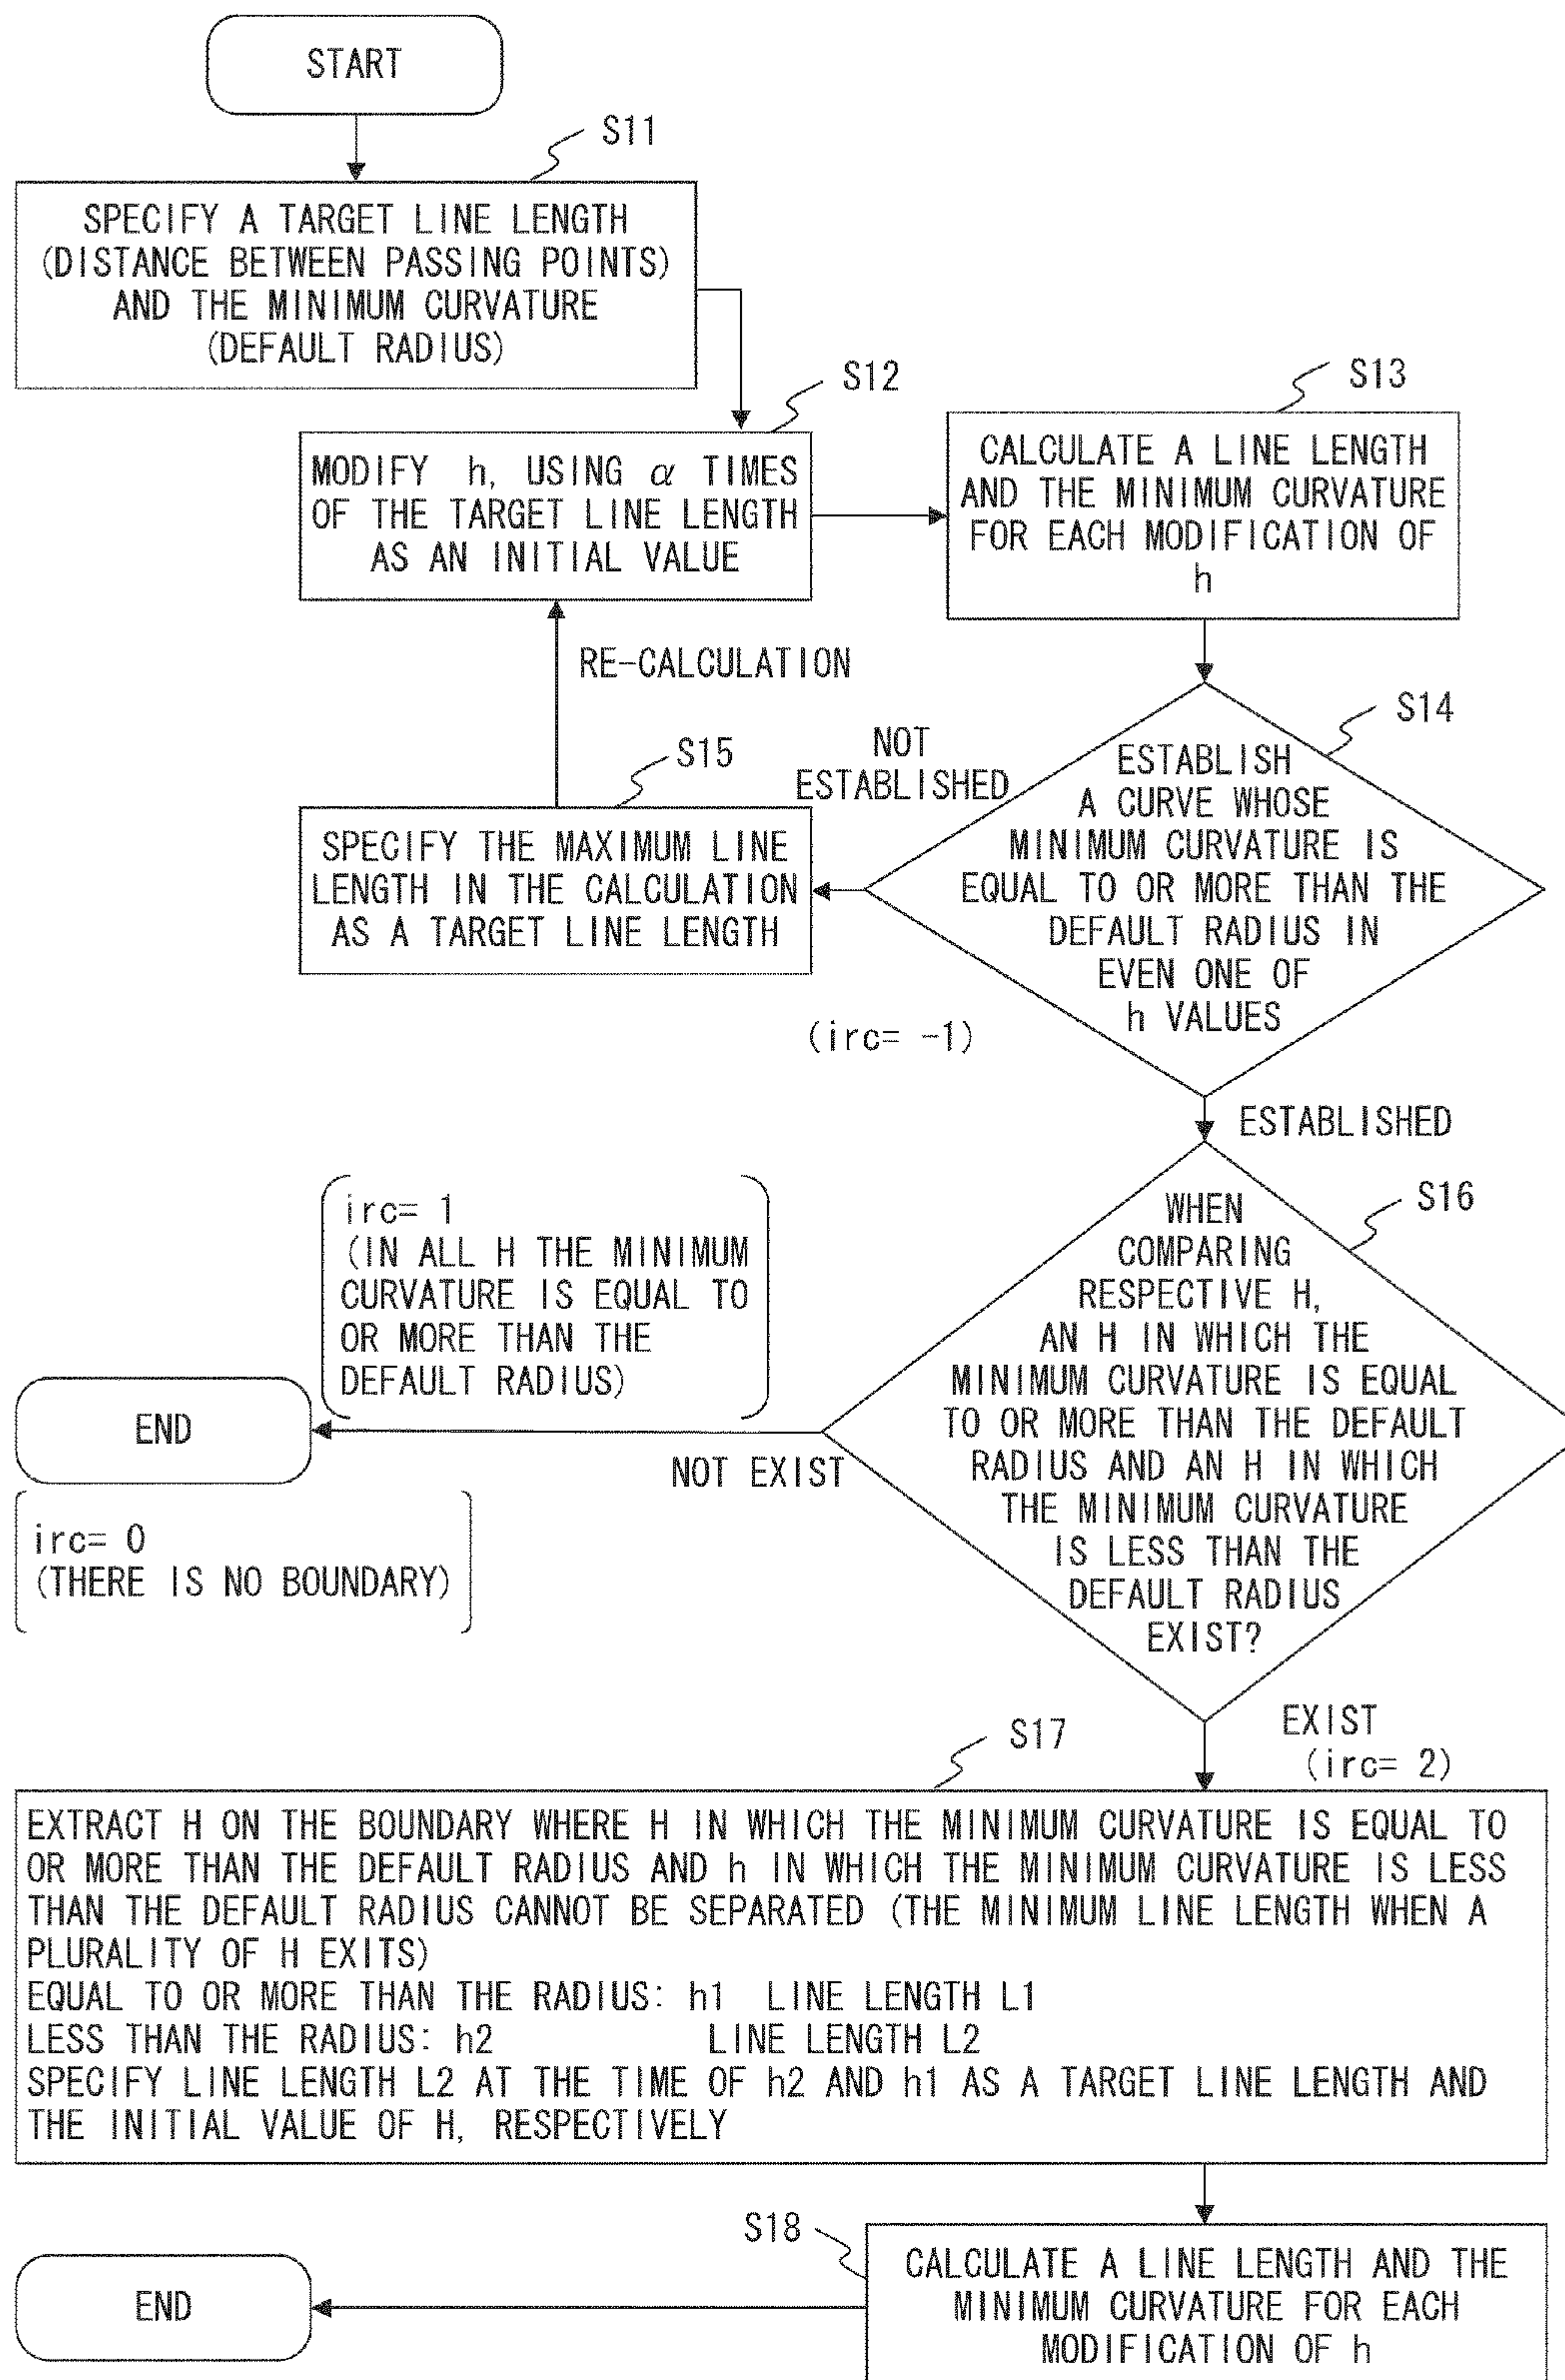 START
S11
SPECIFY A TARGET LINE LENGTH
(DISTANCE BETWEEN PASSING POINTS)
AND THE MINIMUM CURVATURE
(DEFAULT RADIUS)
S12
MODIFY h, USING α TIMES
OF THE TARGET LINE LENGTH
AS AN INITIAL VALUE
S13
CALCULATE A LINE LENGTH
AND THE MINIMUM CURVATURE
FOR EACH MODIFICATION OF
h
RE-CALCULATION
S14
ESTABLISH
A CURVE WHOSE
MINIMUM CURVATURE IS
EQUAL TO OR MORE THAN THE
DEFAULT RADIUS IN
EVEN ONE OF
h VALUES
NOT
ESTABLISHED
S15
SPECIFY THE MAXIMUM LINE
LENGTH IN THE CALCULATION
AS A TARGET LINE LENGTH
(irc= -1)
ESTABLISHED
S16
WHEN
COMPARING
RESPECTIVE H,
AN H IN WHICH THE
MINIMUM CURVATURE IS EQUAL
TO OR MORE THAN THE DEFAULT
RADIUS AND AN H IN WHICH
THE MINIMUM CURVATURE
IS LESS THAN THE
DEFAULT RADIUS
EXIST?
irc= 1
(IN ALL H THE MINIMUM
CURVATURE IS EQUAL TO
OR MORE THAN THE
DEFAULT RADIUS)
NOT EXIST
END
irc= 0
(THERE IS NO BOUNDARY)
EXIST
(irc= 2)
S17
EXTRACT H ON THE BOUNDARY WHERE H IN WHICH THE MINIMUM CURVATURE IS EQUAL TO
OR MORE THAN THE DEFAULT RADIUS AND h IN WHICH THE MINIMUM CURVATURE IS LESS
THAN THE DEFAULT RADIUS CANNOT BE SEPARATED (THE MINIMUM LINE LENGTH WHEN A
PLURALITY OF H EXITS)
EQUAL TO OR MORE THAN THE RADIUS: h1 LINE LENGTH L1
LESS THAN THE RADIUS: h2 LINE LENGTH L2
SPECIFY LINE LENGTH L2 AT THE TIME OF h2 AND h1 AS A TARGET LINE LENGTH AND
THE INITIAL VALUE OF H, RESPECTIVELY
S18
CALCULATE A LINE LENGTH AND THE
MINIMUM CURVATURE FOR EACH
MODIFICATION OF h
END